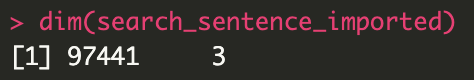 > dim(search_sentence_imported)
[1] 97441     3